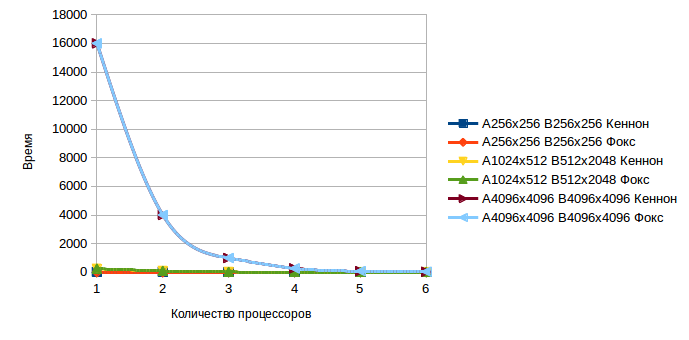 18000
16000
14000
12000
10000
8000
6000
4000
2000
0
Время
1 2 3 4 5 6
Количество процессоров
A256x256 B256x256 Кеннон
A256x256 B256x256 Фокс
A1024x512 B512x2048 Кеннон
A1024x512 B512x2048 Фокс
A4096x4096 B4096x4096 Кеннон
A4096x4096 B4096x4096 Фокс